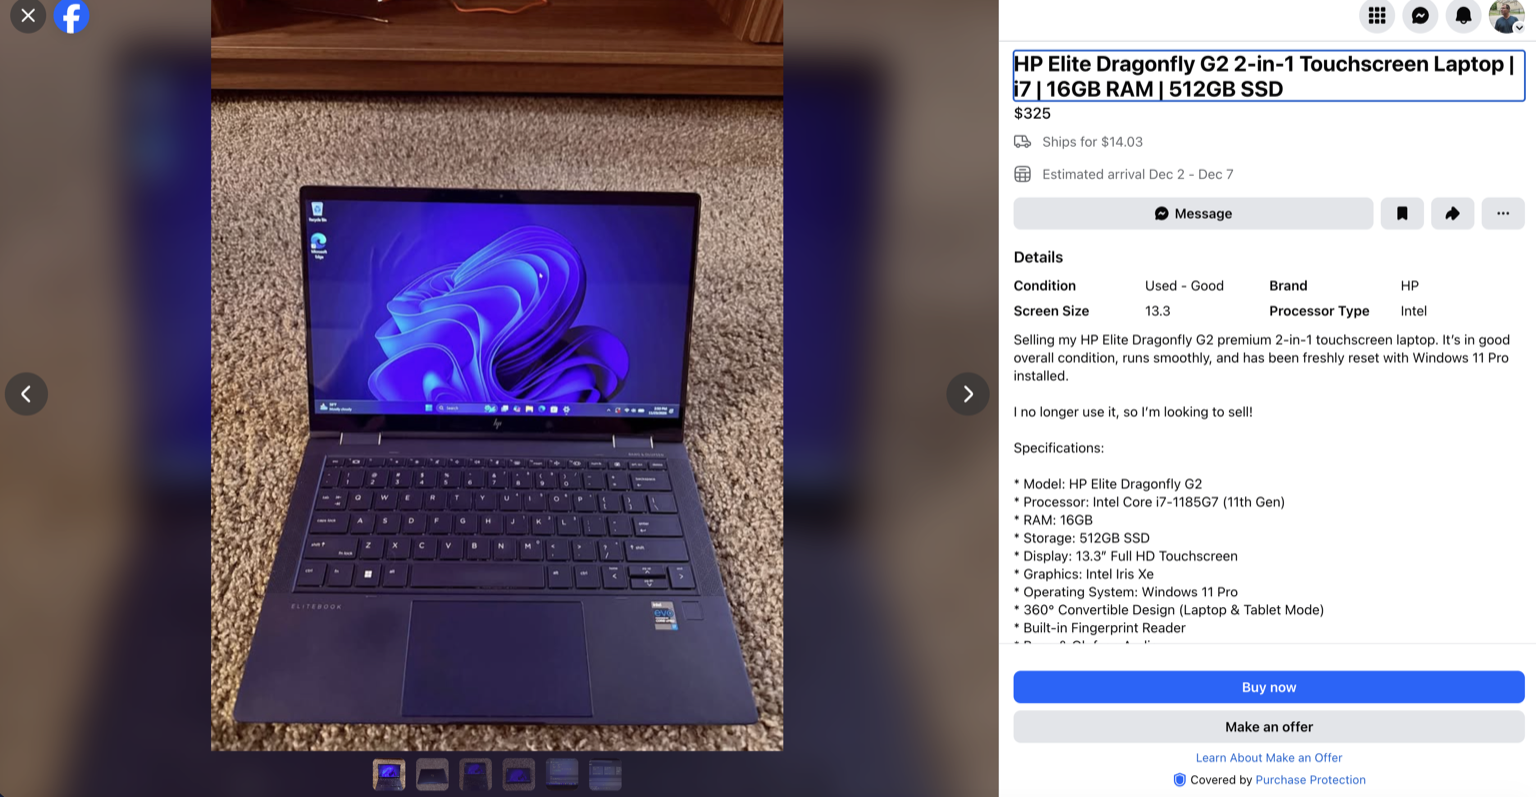 HP Elite Dragonfly G2 2-in-1 Touchscreen Laptop |
i7 | 16GB RAM | 512GB SSD
$325
Ships for $14.03
Estimated arrival Dec 2 - Dec 7
Message
Details
Condition Used - Good Brand HP
Screen Size 13.3 Processor Type Intel
Selling my HP Elite Dragonfly G2 premium 2-in-1 touchscreen laptop. It’s in good
overall condition, runs smoothly, and has been freshly reset with Windows 11 Pro
installed.
I no longer use it, so I’m looking to sell!
Specifications:
* Model: HP Elite Dragonfly G2
* Processor: Intel Core i7-1185G7 (11th Gen)
* RAM: 16GB
* Storage: 512GB SSD
* Display: 13.3” Full HD Touchscreen
* Graphics: Intel Iris Xe
* Operating System: Windows 11 Pro
* 360° Convertible Design (Laptop & Tablet Mode)
* Built-in Fingerprint Reader
Buy now
Make an offer
Learn About Make an Offer
Covered by Purchase Protection
Search
hp
Q W E R T Y U I O P
A S D F G H J K L
Z X C V B N M
ELITEBOOK
intel
evo